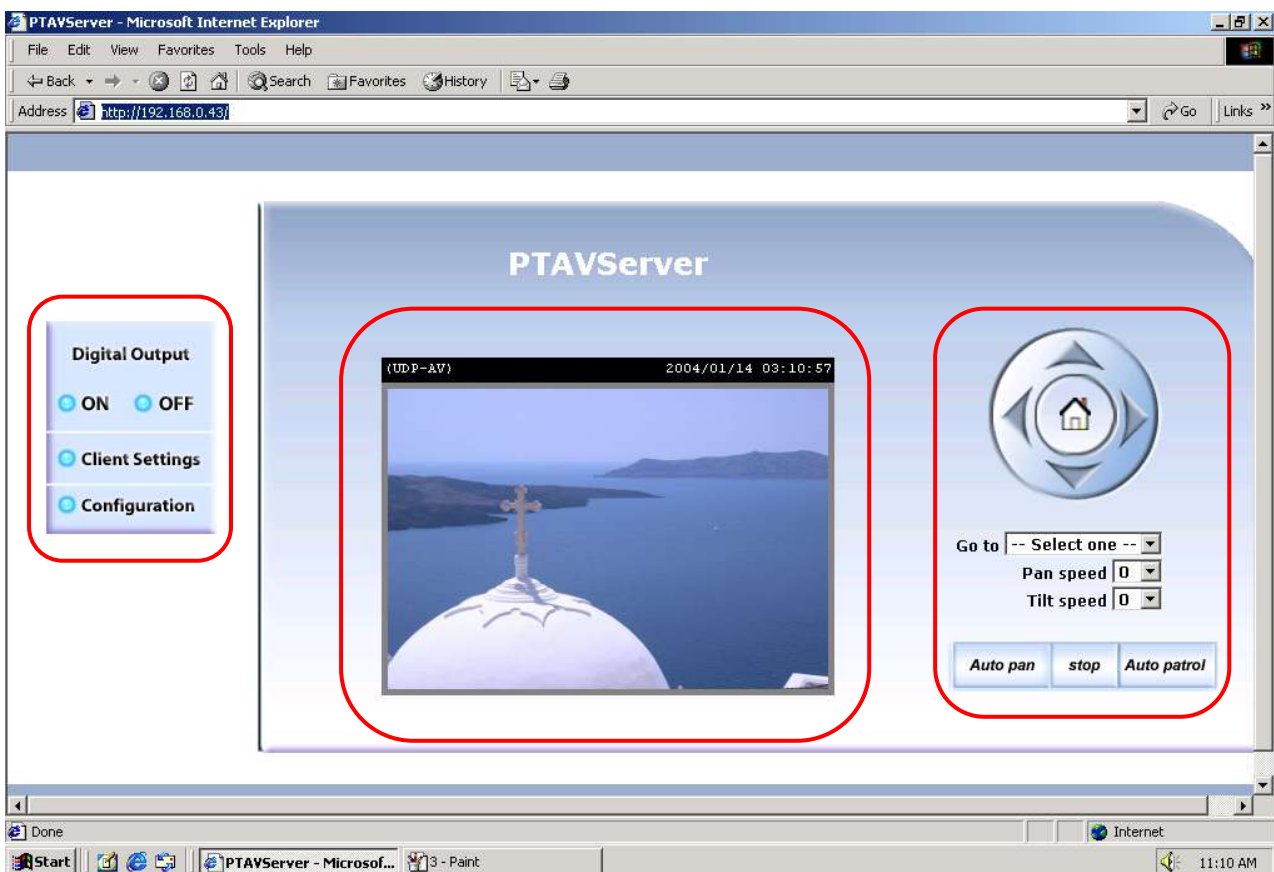 PTAVServer - Microsoft Internet Explorer
File Edit View Favorites Tools Help
Back Search Favorites History
Address http://192.168.0.43/ Go Links »
PTAVServer
Digital Output
ON OFF
Client Settings
Configuration
(UDP-AV) 2004/01/14 03:10:57
Go to -- Select one --
Pan speed 0
Tilt speed 0
Auto pan stop Auto patrol
Done Internet
Start PTAVServer - Microsof... 3 - Paint 11:10 AM